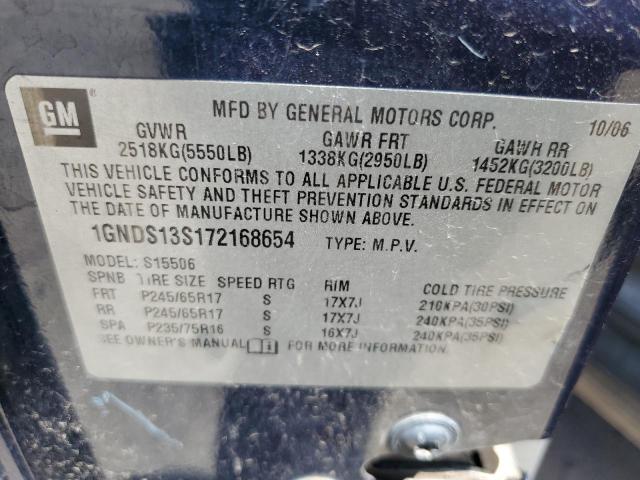 GM ®
MFD BY GENERAL MOTORS CORP. 10/06
GVWR GAWR FRT GAWR RR
2518KG(5550LB) 1338KG(2950LB) 1452KG(3200LB)
THIS VEHICLE CONFORMS TO ALL APPLICABLE U.S. FEDERAL MOTOR
VEHICLE SAFETY AND THEFT PREVENTION STANDARDS IN EFFECT ON
THE DATE OF MANUFACTURE SHOWN ABOVE.
1GNDS13S172168654 TYPE: M.P.V.
MODEL: S15506
SPNB TIRE SIZE SPEED RTG RIM COLD TIRE PRESSURE
FRT P245/65R17 S 17X7J 210KPA(30PSI)
RR P245/65R17 S 17X7J 240KPA(35PSI)
SPA P235/75R16 S 16X7J 240KPA(35PSI)
SEE OWNER'S MANUAL FOR MORE INFORMATION.